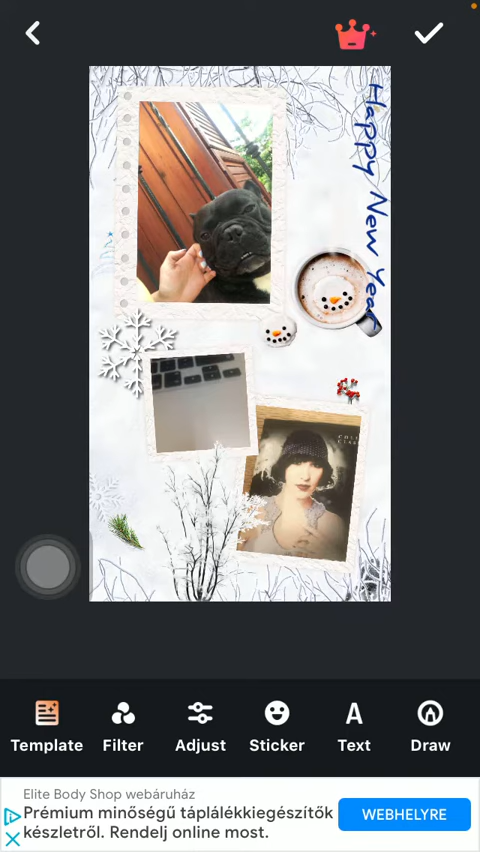 Happy New Year
Template
Filter
Adjust
Sticker
Text
Draw
Elite Body Shop webáruház
Prémium minőségű táplálékkiegészítők
készletről. Rendelj online most.
WEBHELYRE